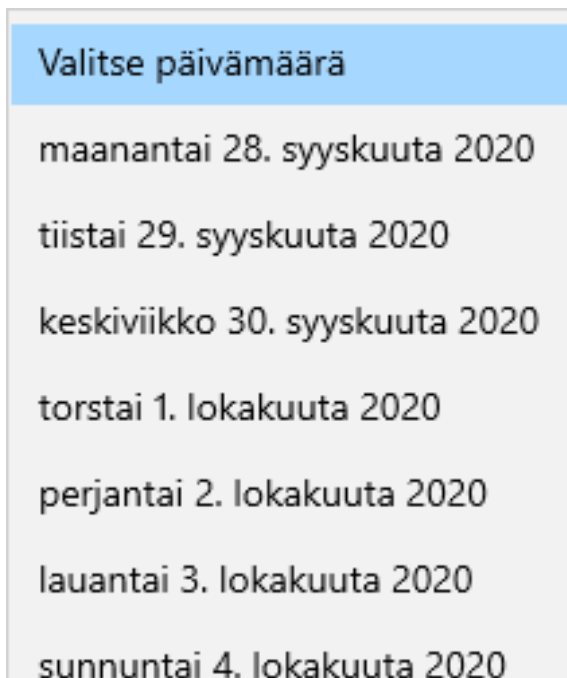 Valitse päivämäärä
maanantai 28. syyskuuta 2020
tiistai 29. syyskuuta 2020
keskiviikko 30. syyskuuta 2020
torstai 1. lokakuuta 2020
perjantai 2. lokakuuta 2020
lauantai 3. lokakuuta 2020
sunnuntai 4. lokakuuta 2020